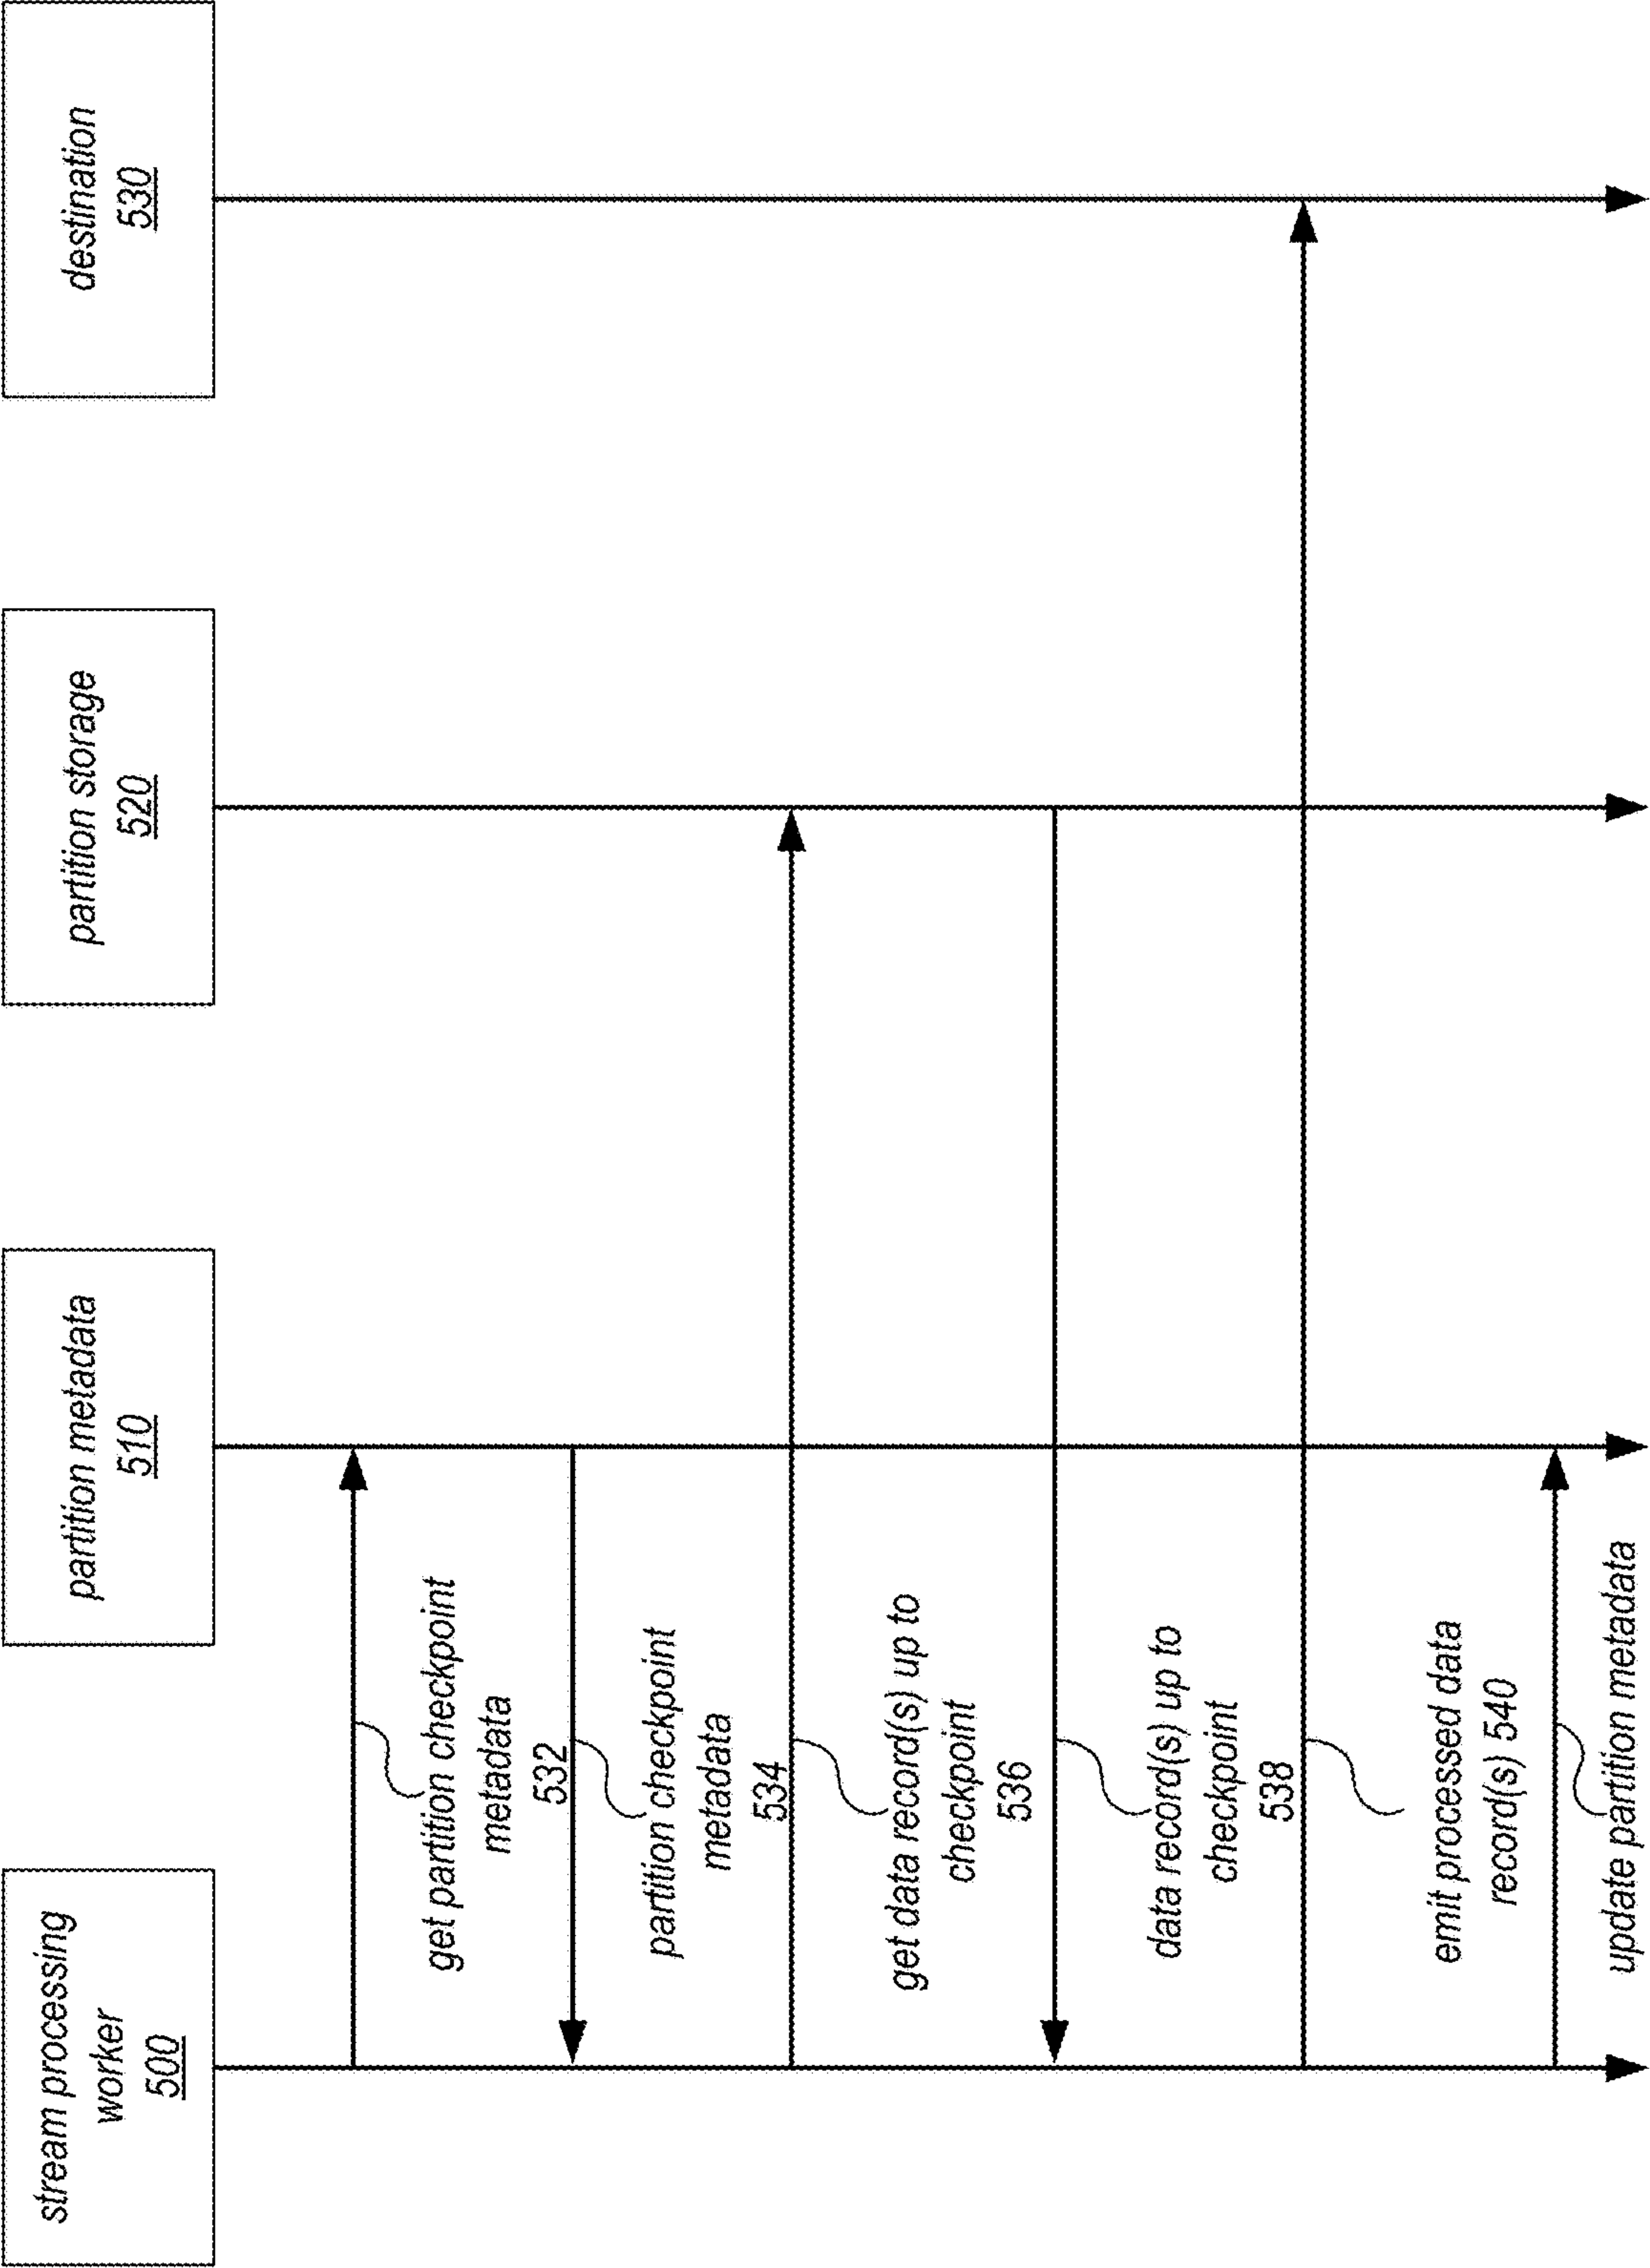 stream processing
worker
500
partition metadata
510
partition storage
520
destination
530
get partition checkpoint
metadata
532
partition checkpoint
metadata
534
get data record(s) up to
checkpoint
536
data record(s) up to
checkpoint
538
emit processed data
record(s) 540
update partition metadata